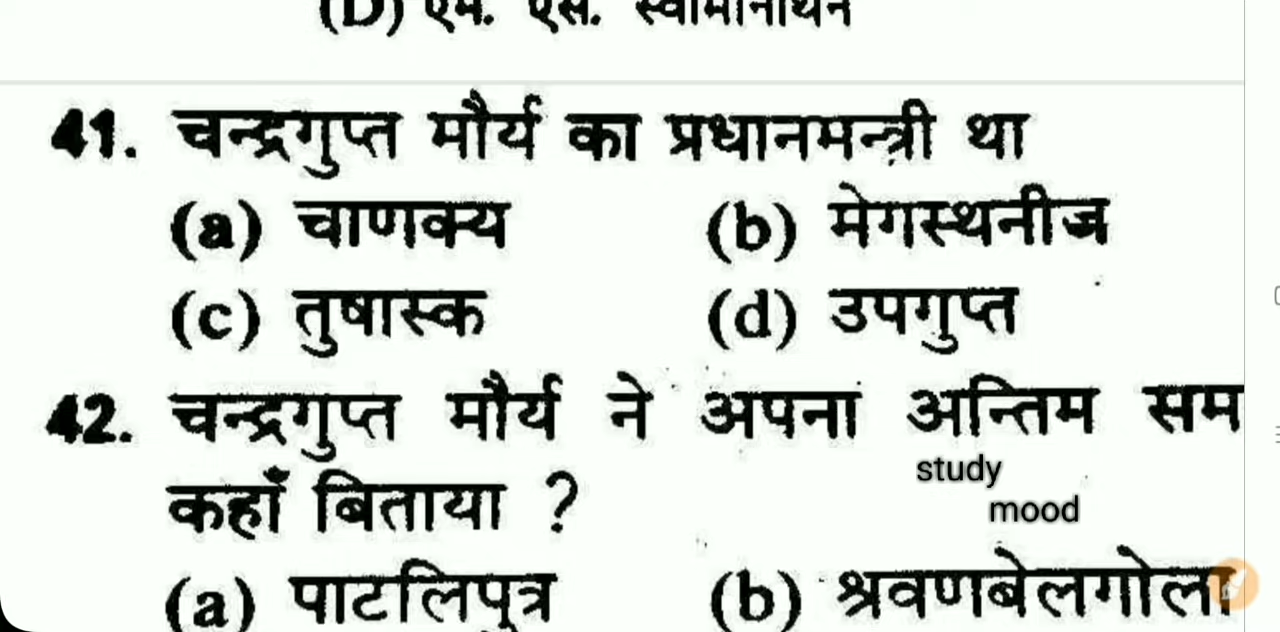 (D) एम. एस. स्वामीनाथन
41. चन्द्रगुप्त मौर्य का प्रधानमन्त्री था
(a) चाणक्य (b) मेगस्थनीज
(c) तुषास्क (d) उपगुप्त
42. चन्द्रगुप्त मौर्य ने अपना अन्तिम सम
कहाँ बिताया ?
study
mood
(a) पाटलिपुत्र (b) श्रवणबेलगोला